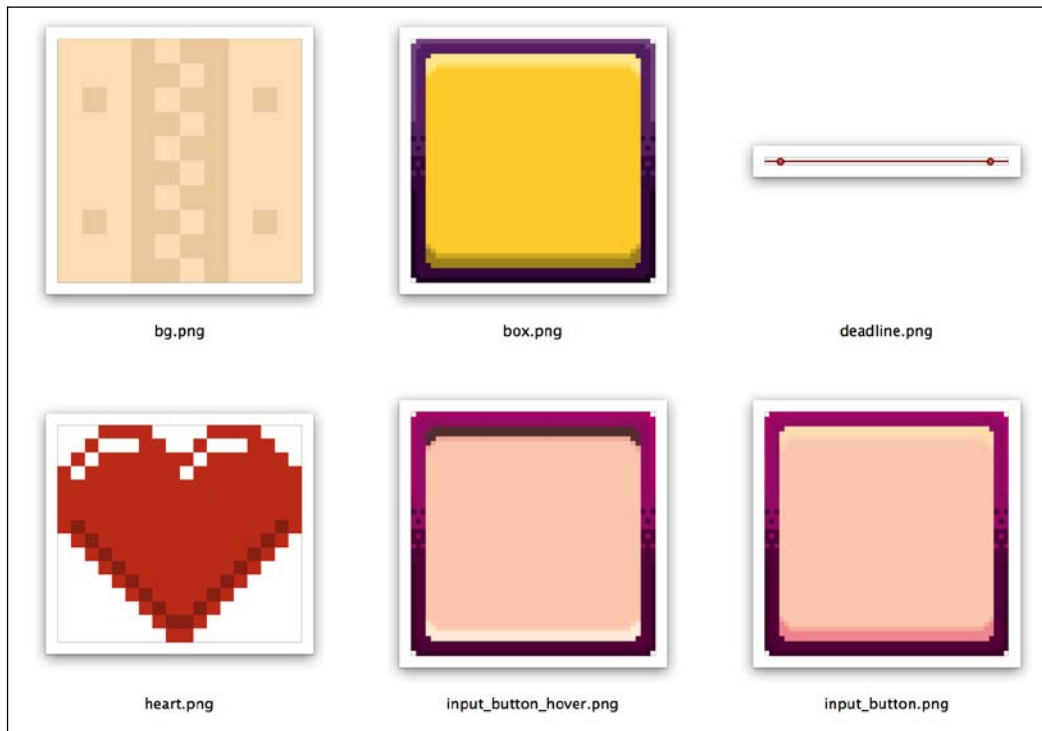 bg.png
box.png
deadline.png
heart.png
input_button_hover.png
input_button.png